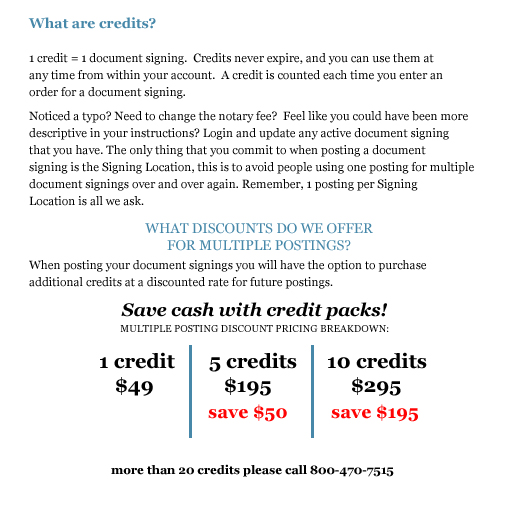 What are credits?
1 credit = 1 document signing.  Credits never expire, and you can use them at
any time from within your account.  A credit is counted each time you enter an
order for a document signing.
Noticed a typo? Need to change the notary fee?  Feel like you could have been more
descriptive in your instructions? Login and update any active document signing
that you have. The only thing that you commit to when posting a document
signing is the Signing Location, this is to avoid people using one posting for multiple
document signings over and over again. Remember, 1 posting per Signing
Location is all we ask.
WHAT DISCOUNTS DO WE OFFER
FOR MULTIPLE POSTINGS?
When posting your document signings you will have the option to purchase
additional credits at a discounted rate for future postings.
Save cash with credit packs!
MULTIPLE POSTING DISCOUNT PRICING BREAKDOWN:
1 credit
$49
5 credits
$195
save $50
10 credits
$295
save $195
more than 20 credits please call 800-470-7515